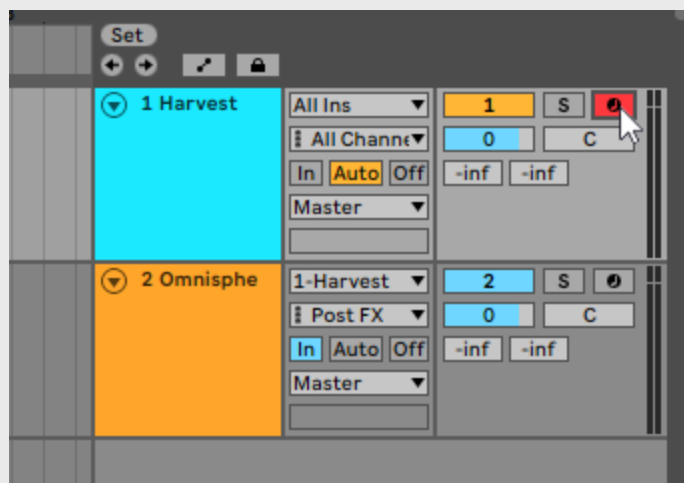 Set
1 Harvest
All Ins
1
S
All Channe
0
C
In Auto Off
-inf -inf
Master
2 Omnisphe
1-Harvest
2
S
Post FX
0
C
In Auto Off
-inf -inf
Master